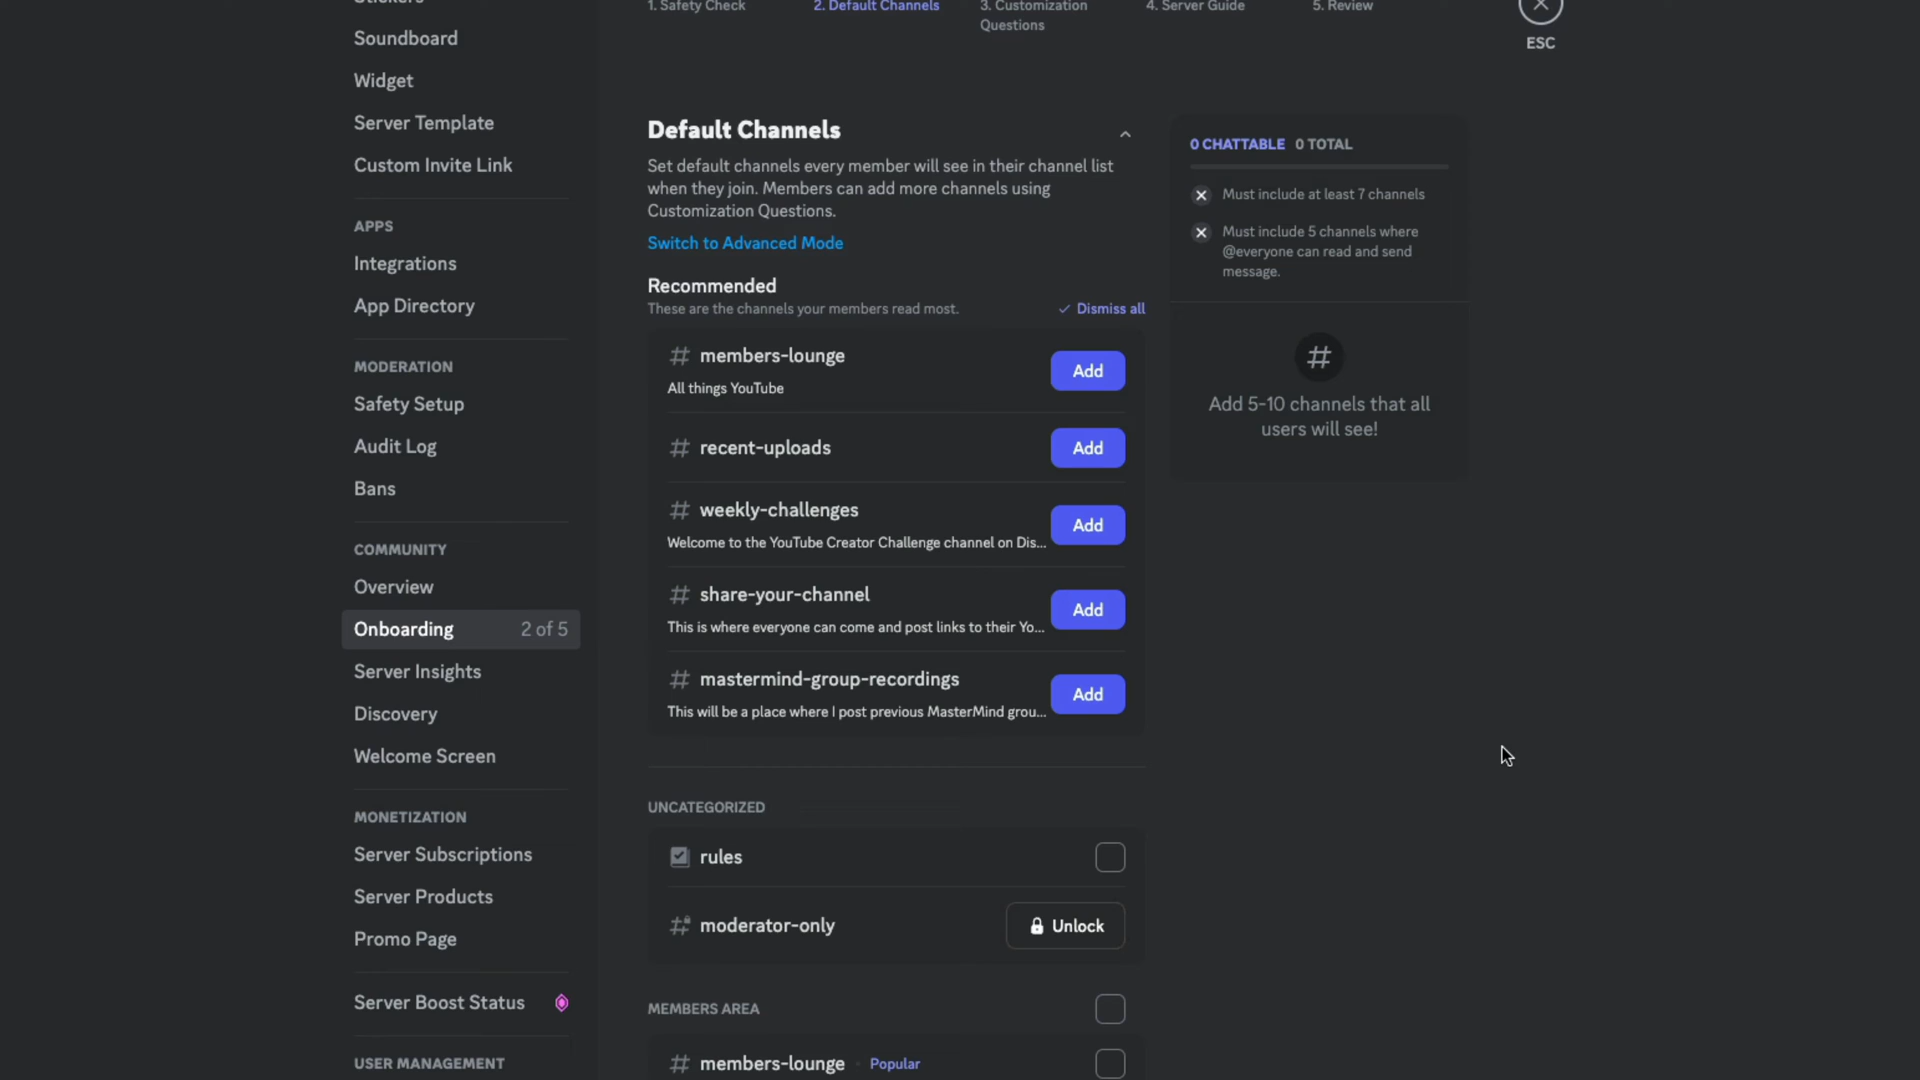 Stickers
Soundboard
Widget
Server Template
Custom Invite Link
APPS
Integrations
App Directory
MODERATION
Safety Setup
Audit Log
Bans
COMMUNITY
Overview
Onboarding 2 of 5
Server Insights
Discovery
Welcome Screen
MONETIZATION
Server Subscriptions
Server Products
Promo Page
Server Boost Status
USER MANAGEMENT
1. Safety Check
2. Default Channels
3. Customization
Questions
4. Server Guide
5. Review
ESC
Default Channels
Set default channels every member will see in their channel list
when they join. Members can add more channels using
Customization Questions.
Switch to Advanced Mode
Recommended
These are the channels your members read most.
Dismiss all
# members-lounge
All things YouTube
Add
# recent-uploads
Add
# weekly-challenges
Welcome to the YouTube Creator Challenge channel on Dis...
Add
# share-your-channel
This is where everyone can come and post links to their Yo...
Add
# mastermind-group-recordings
This will be a place where I post previous MasterMind grou...
Add
UNCATEGORIZED
rules
# moderator-only
Unlock
MEMBERS AREA
# members-lounge Popular
0 CHATTABLE 0 TOTAL
Must include at least 7 channels
Must include 5 channels where
@everyone can read and send
message.
#
Add 5-10 channels that all
users will see!